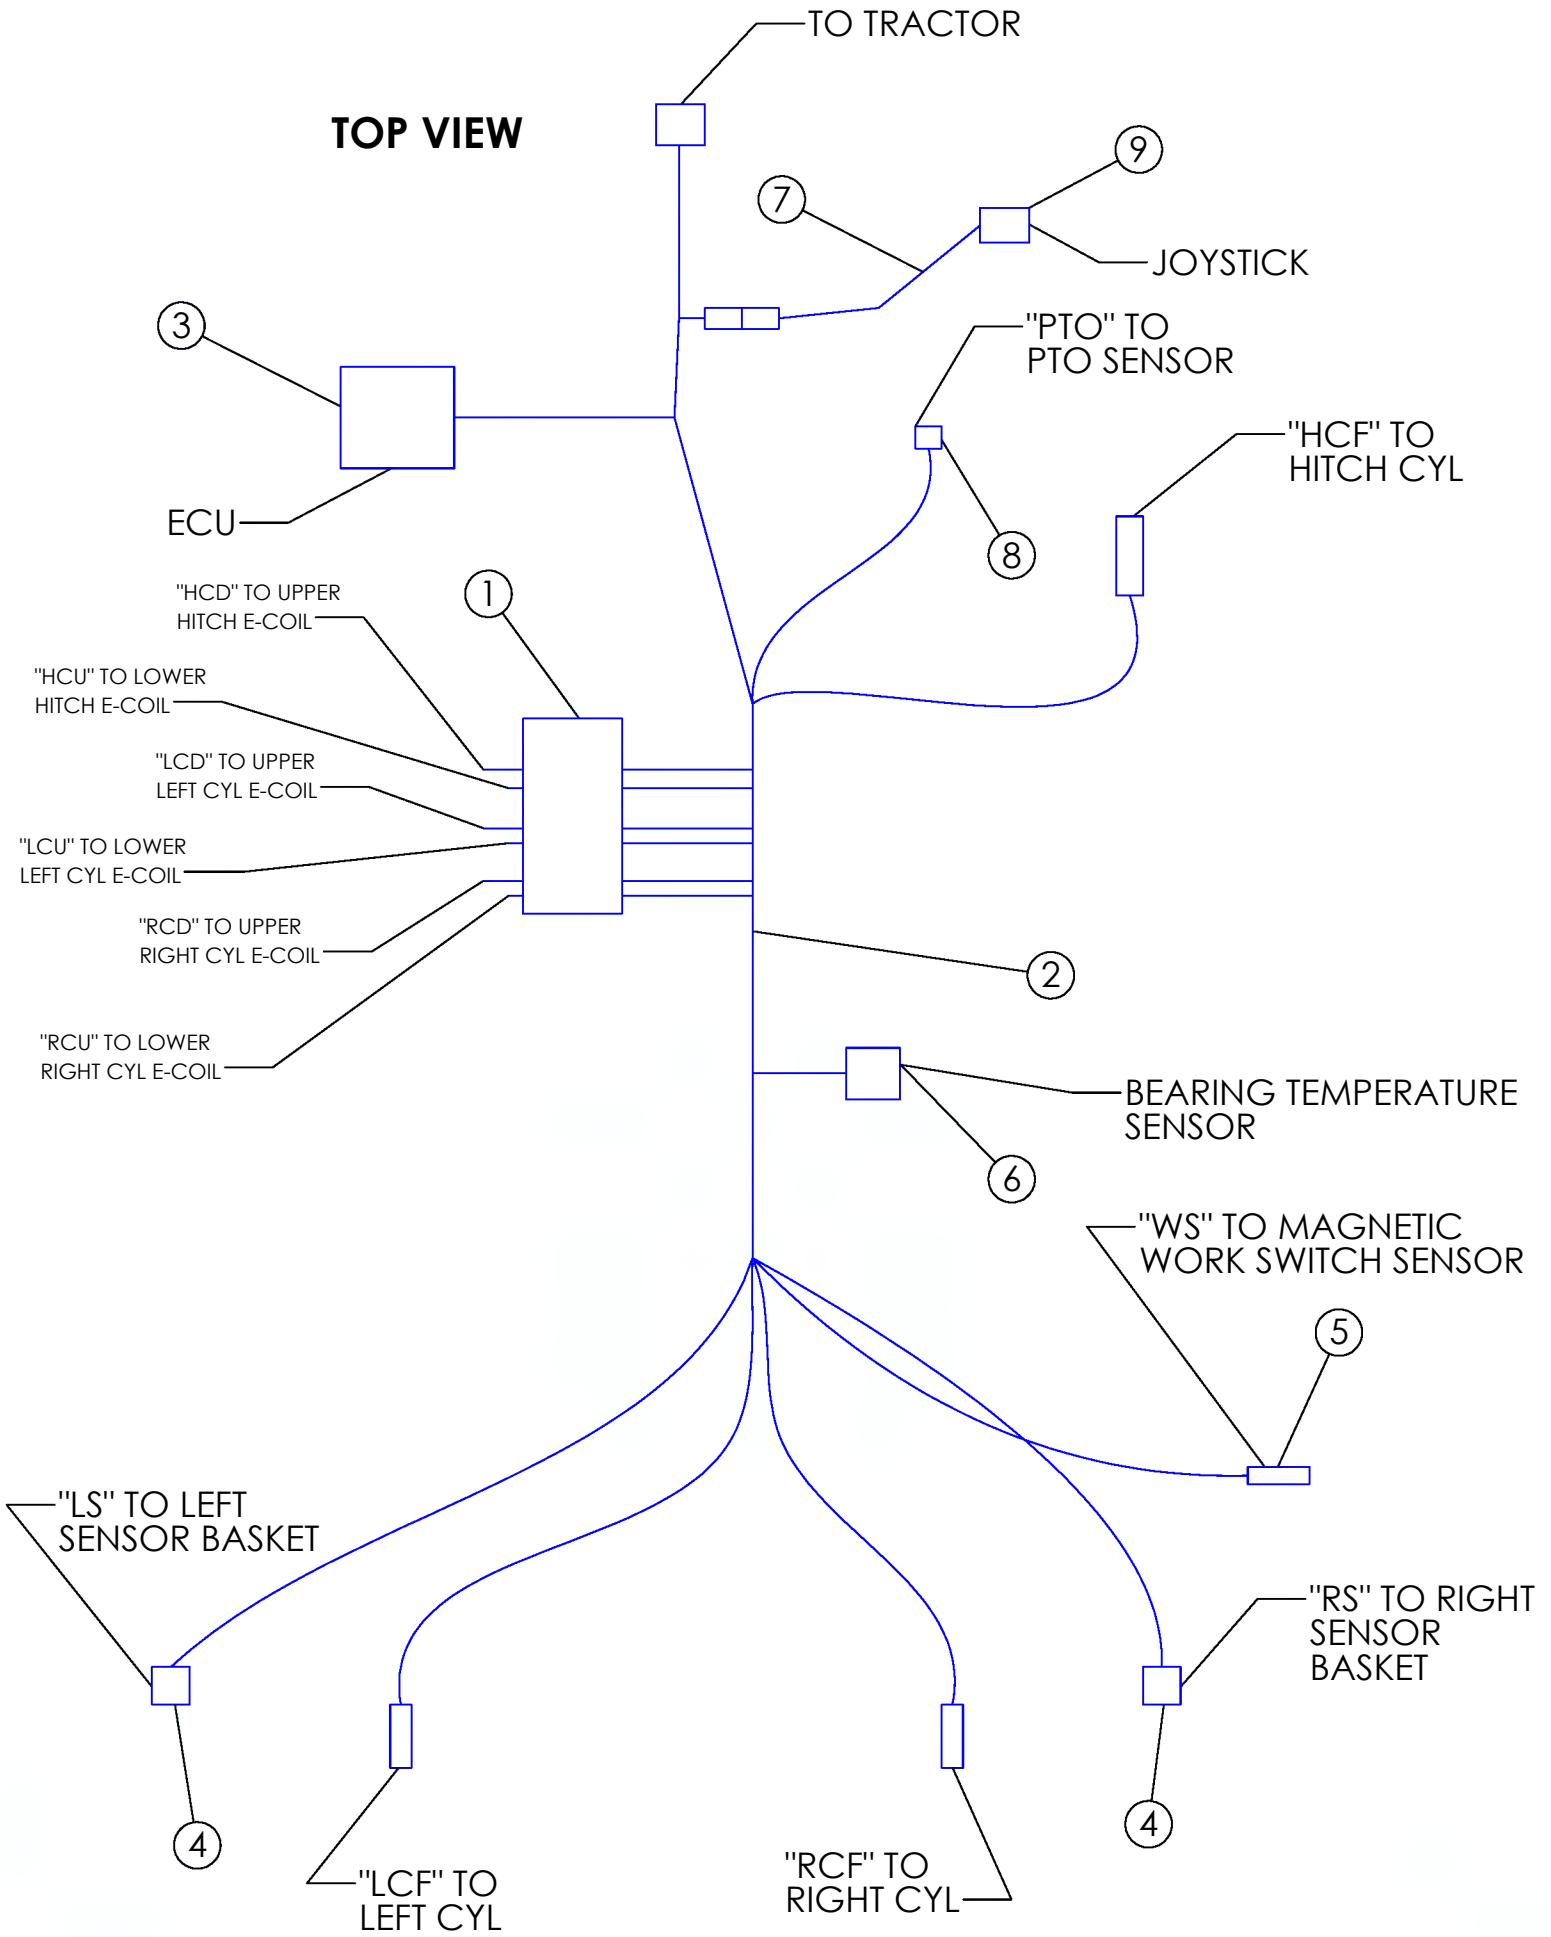 TO TRACTOR
TOP VIEW
9
7
JOYSTICK
3
"PTO" TO
PTO SENSOR
"HCF" TO
HITCH CYL
ECU
8
"HCD" TO UPPER
HITCH E-COIL
1
"HCU" TO LOWER
HITCH E-COIL
"LCD" TO UPPER
LEFT CYL E-COIL
"LCU" TO LOWER
LEFT CYL E-COIL
"RCD" TO UPPER
RIGHT CYL E-COIL
2
"RCU" TO LOWER
RIGHT CYL E-COIL
BEARING TEMPERATURE
SENSOR
6
"WS" TO MAGNETIC
WORK SWITCH SENSOR
5
"LS" TO LEFT
SENSOR BASKET
"RS" TO RIGHT
SENSOR
BASKET
4
4
"LCF" TO
LEFT CYL
"RCF" TO
RIGHT CYL